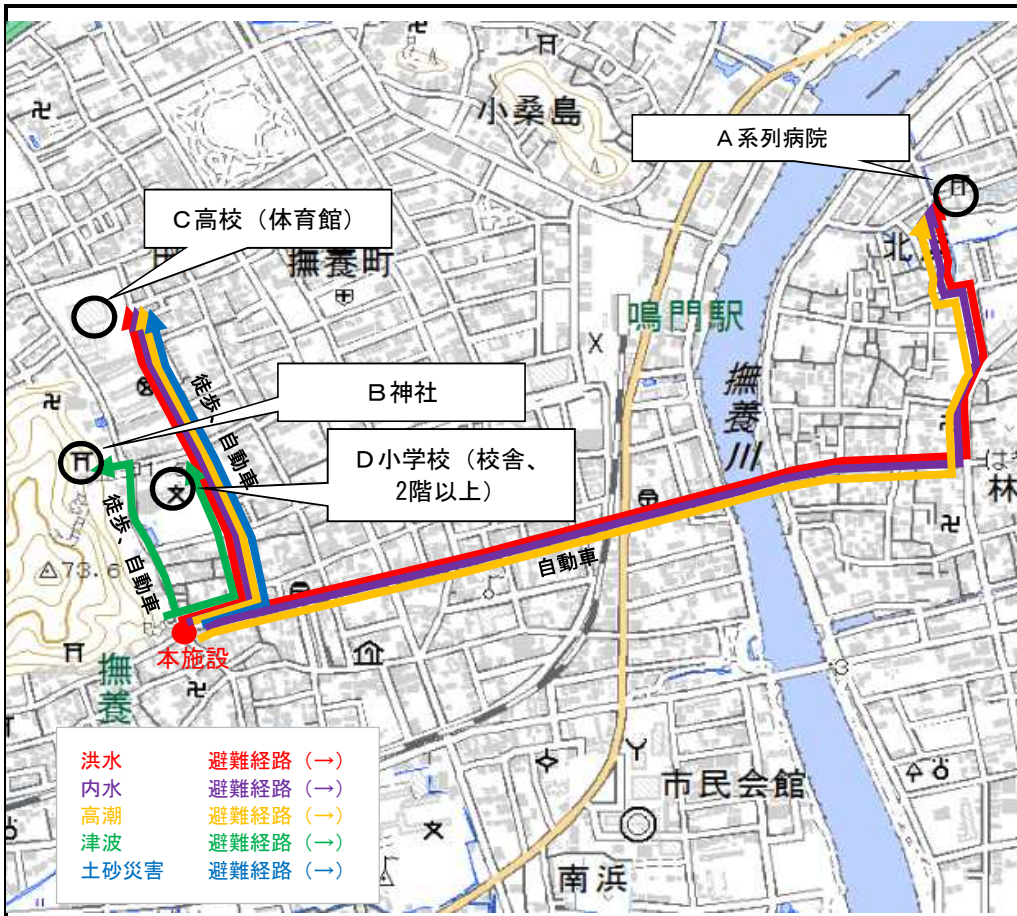 小桑島
A系列病院
C高校（体育館）
撫養町
北
鳴門駅
B神社
撫養川
D小学校（校舎、
2階以上）
徒歩、自動車
徒歩、自動車
自動車
林
73.6
本施設
撫養
市民会館
南浜
洪水 避難経路（→）
内水 避難経路（→）
高潮 避難経路（→）
津波 避難経路（→）
土砂災害 避難経路（→）